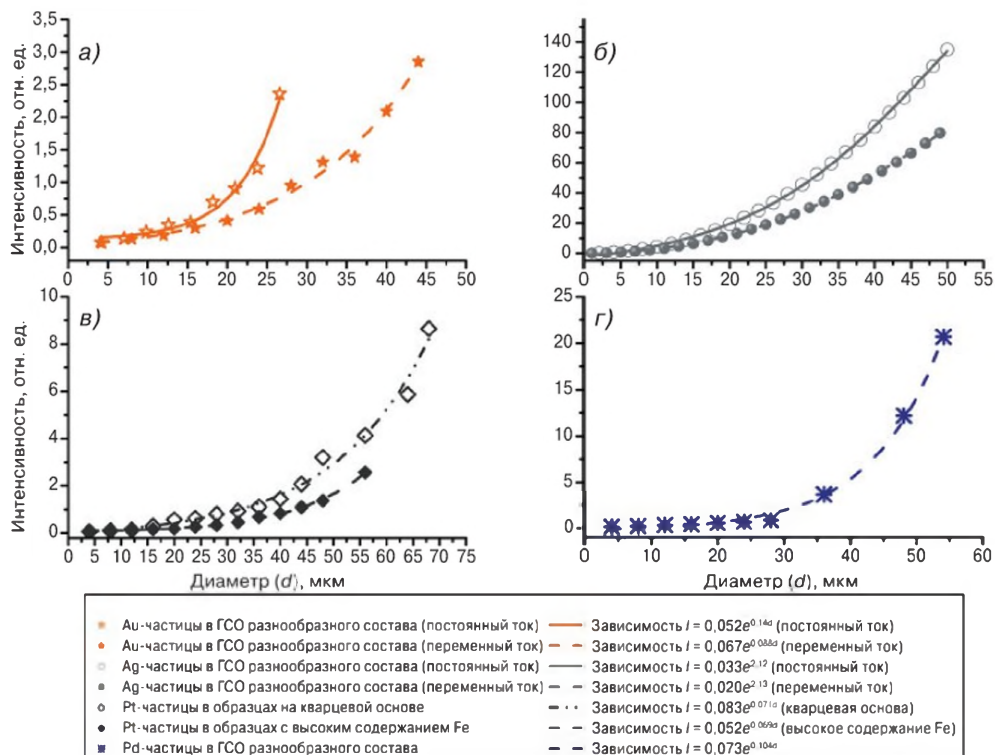 3,5
3,0
2,5
2,0
1,5
1,0
0,5
0,0
Интенсивность, отн. ед.
а)
0 5 10 15 20 25 30 35 40 45 50
140
120
100
80
60
40
20
0
б)
0 5 10 15 20 25 30 35 40 45 50 55
10
8
6
4
2
0
Интенсивность, отн. ед.
в)
0 5 10 15 20 25 30 35 40 45 50 55 60 65 70 75
Диаметр (d), мкм
25
20
15
10
5
0
г)
0 10 20 30 40 50 60
Диаметр (d), мкм
Au-частицы в ГСО разнообразного состава (постоянный ток) Зависимость I = 0,052e^0,14d (постоянный ток)
Au-частицы в ГСО разнообразного состава (переменный ток) Зависимость I = 0,067e^0,088d (переменный ток)
Ag-частицы в ГСО разнообразного состава (постоянный ток) Зависимость I = 0,033e^2,12 (постоянный ток)
Ag-частицы в ГСО разнообразного состава (переменный ток) Зависимость I = 0,020e^2,13 (переменный ток)
Pt-частицы в образцах на кварцевой основе Зависимость I = 0,083e^0,071d (кварцевая основа)
Pt-частицы в образцах с высоким содержанием Fe Зависимость I = 0,052e^0,069d (высокое содержание Fe)
Pd-частицы в ГСО разнообразного состава Зависимость I = 0,073e^0,104d